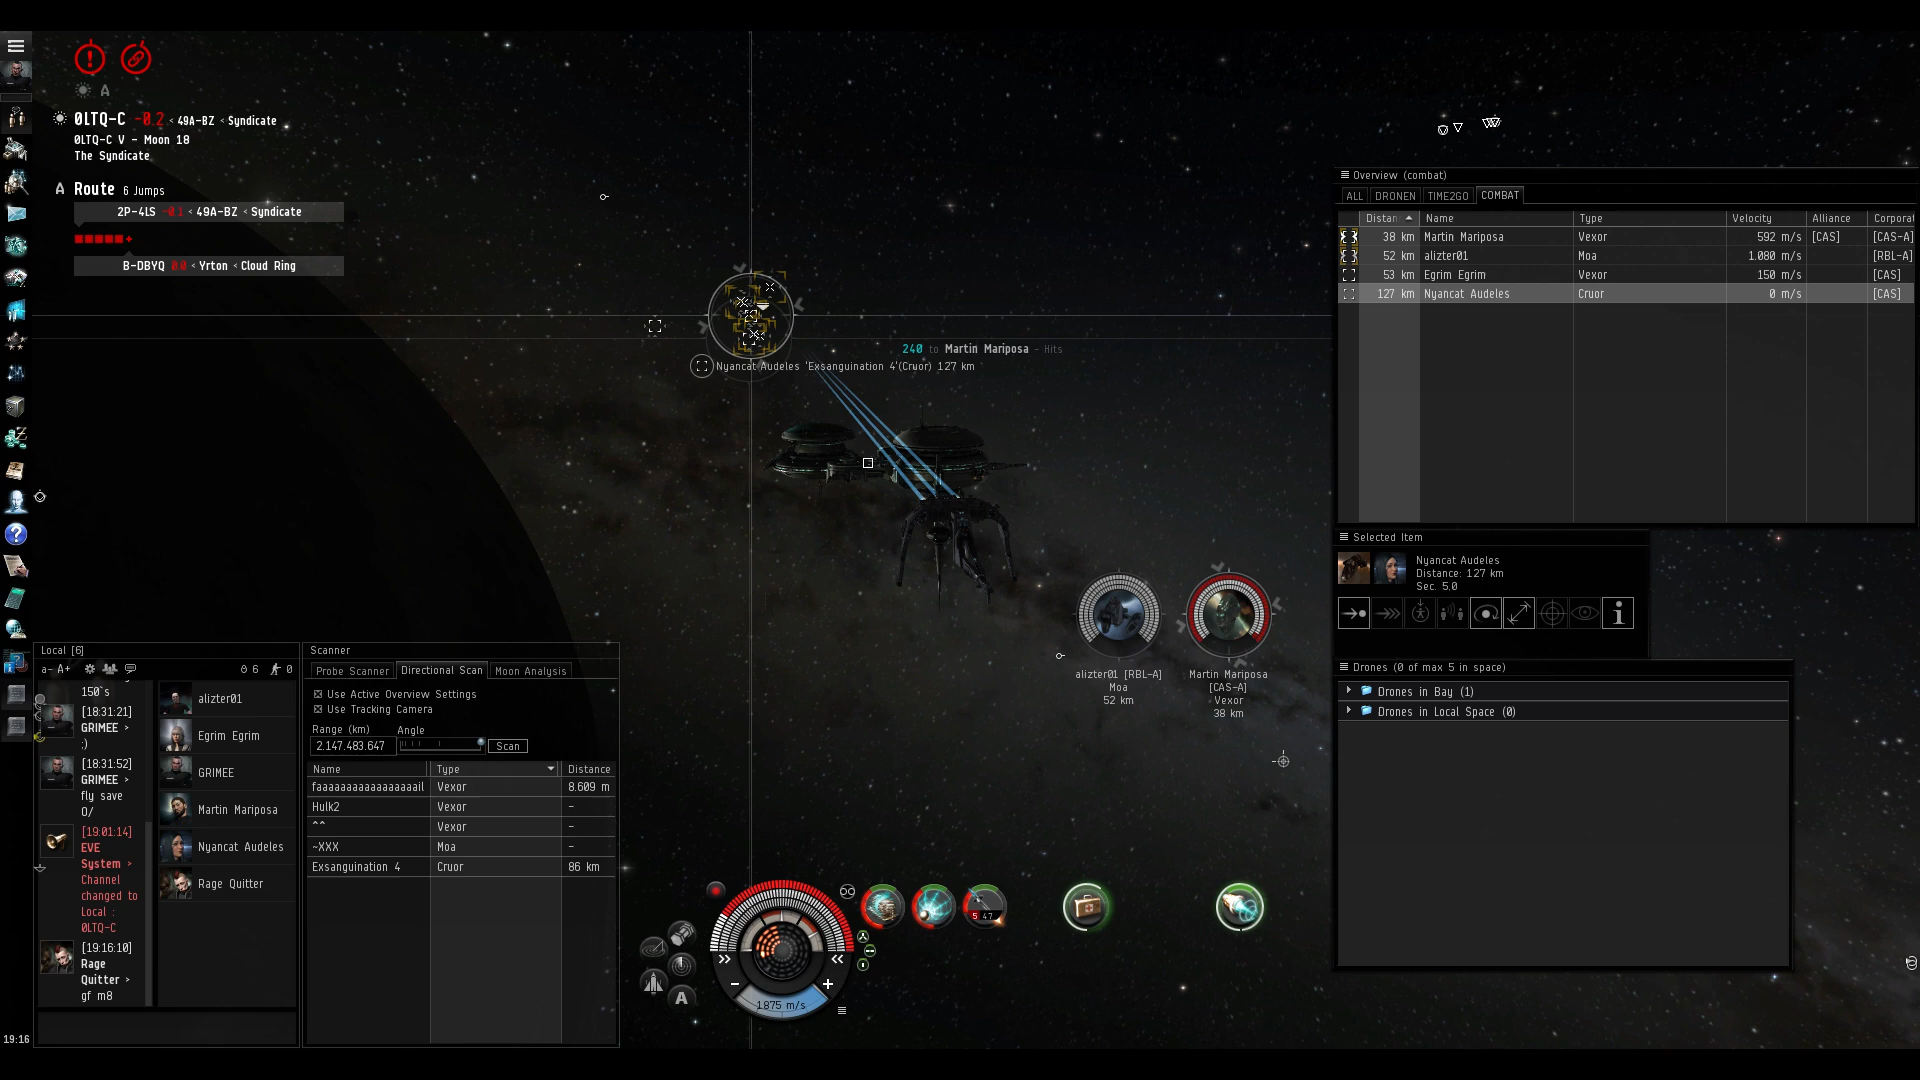 A
0LTQ-C -0.2 < 49A-BZ < Syndicate
0LTQ-C V - Moon 18
The Syndicate
A Route 6 Jumps
2P-4LS -0.1 < 49A-BZ < Syndicate
B-DBYQ 0.0 < Yrton < Cloud Ring
240 to Martin Mariposa - Hits
Nyancat Audeles 'Exsanguination 4'(Cruor) 127 km
Overview (combat)
ALL DRONEN TIME2GO COMBAT
Distan Name Type Velocity Alliance Corporat
38 km Martin Mariposa Vexor 592 m/s [CAS] [CAS-A]
52 km alizter01 Moa 1.080 m/s [RBL-A]
53 km Egrim Egrim Vexor 150 m/s [CAS]
127 km Nyancat Audeles Cruor 0 m/s [CAS]
Selected Item
Nyancat Audeles
Distance: 127 km
Sec. 5.0
Drones (0 of max 5 in space)
Drones in Bay (1)
Drones in Local Space (0)
alizter01 [RBL-A]
Moa
52 km
Martin Mariposa
[CAS-A]
Vexor
38 km
Local [6]
a- A+ 6 0
150`s
[18:31:21]
GRIMEE >
;)
[18:31:52]
GRIMEE >
fly save
O/
[19:01:14]
EVE
System >
Channel
changed to
Local :
0LTQ-C
[19:16:10]
Rage
Quitter >
gf m8
alizter01
Egrim Egrim
GRIMEE
Martin Mariposa
Nyancat Audeles
Rage Quitter
Scanner
Probe Scanner Directional Scan Moon Analysis
Use Active Overview Settings
Use Tracking Camera
Range (km) Angle
2.147.483.647 Scan
Name Type Distance
faaaaaaaaaaaaaaaaail Vexor 8.609 m
Hulk2 Vexor -
^^ Vexor -
~XXX Moa -
Exsanguination 4 Cruor 86 km
5 47
A
1875 m/s
19:16